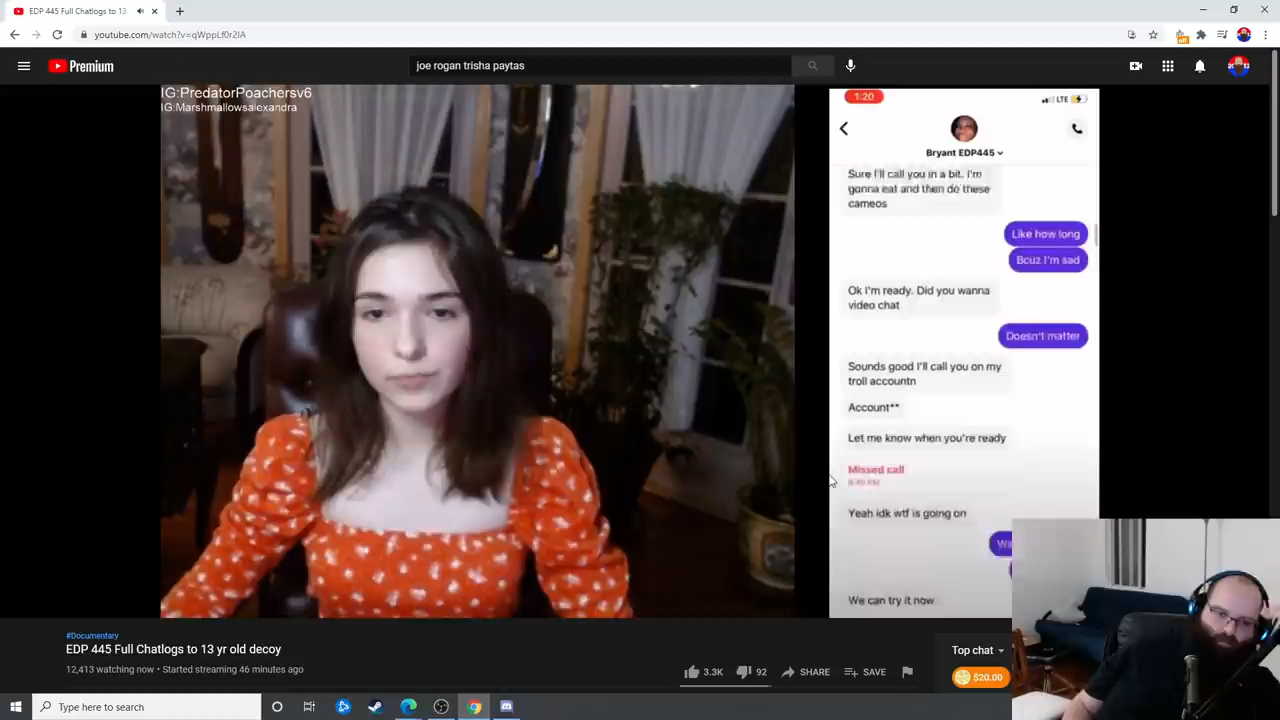 EDP 445 Full Chatlogs to 13
youtube.com/watch?v=qWppLf0r2IA
Premium
joe rogan trisha paytas
IG:PredatorPoachersv6
IG:Marshmallowsalexandra
1:20
LTE
Bryant EDP445
Sure I'll call you in a bit. I'm
gonna eat and then do these
cameos
Like how long
Bcuz I'm sad
Ok I'm ready. Did you wanna
video chat
Doesn't matter
Sounds good I'll call you on my
troll accountn
Account**
Let me know when you're ready
Missed call
Yeah idk wtf is going on
We can try it now
#Documentary
EDP 445 Full Chatlogs to 13 yr old decoy
12,413 watching now • Started streaming 46 minutes ago
3.3K
92
SHARE
SAVE
Top chat
$20.00
Type here to search